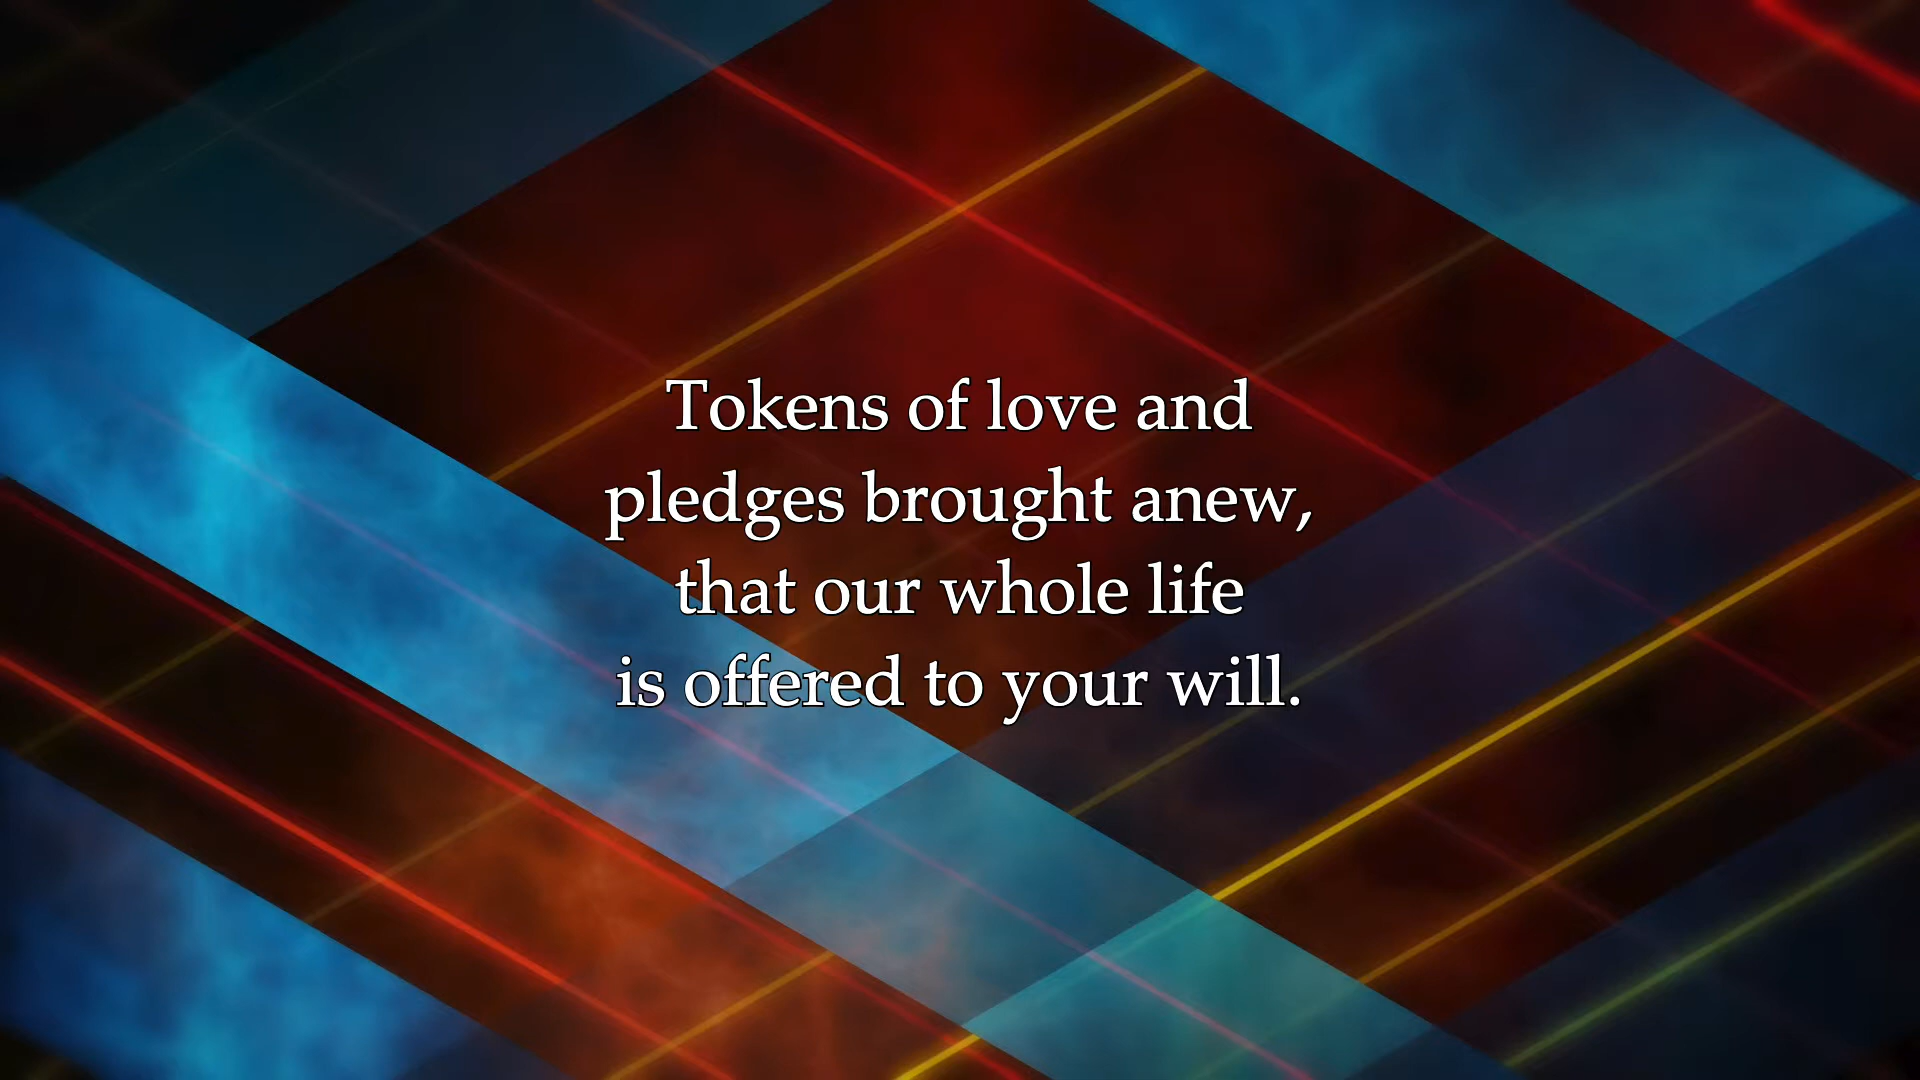 Tokens of love and
pledges brought anew,
that our whole life
is offered to your will.